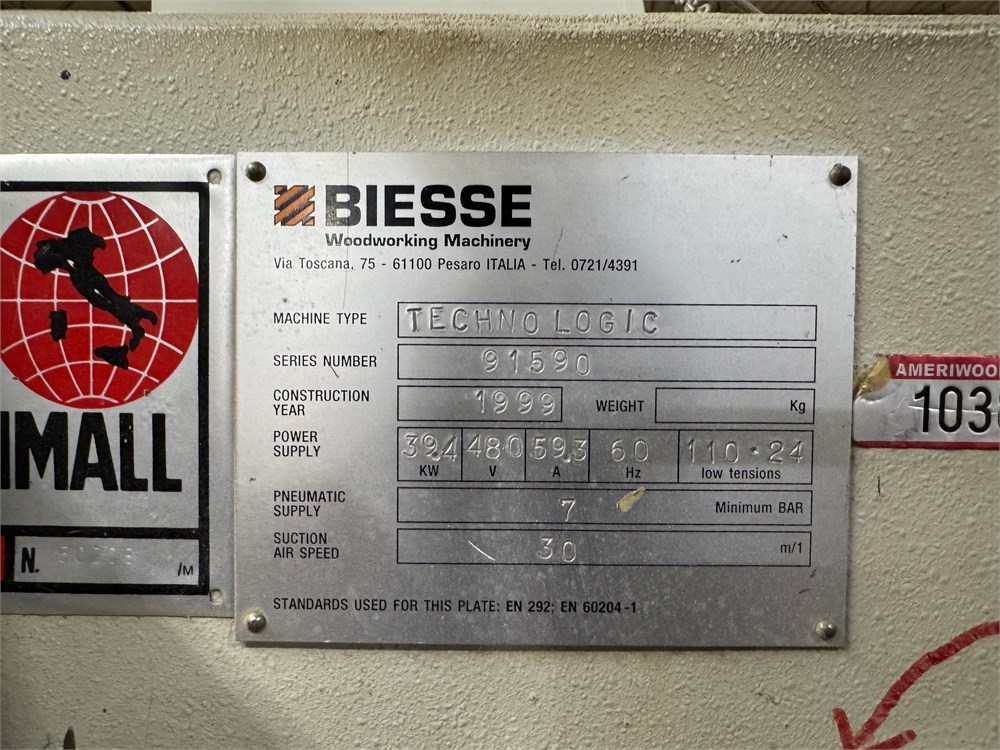 BIESSE
Woodworking Machinery
Via Toscana, 75 - 61100 Pesaro ITALIA - Tel. 0721/4391
MACHINE TYPE TECHNO LOGIC
SERIES NUMBER 91590
CONSTRUCTION YEAR 1999 WEIGHT Kg
POWER SUPPLY 39.4 KW 480 V 59.3 A 60 Hz 110·24 low tensions
PNEUMATIC SUPPLY 7 Minimum BAR
SUCTION AIR SPEED 30 m/1
STANDARDS USED FOR THIS PLATE: EN 292; EN 60204-1
IMALL
N. /M
AMERIWOO
103